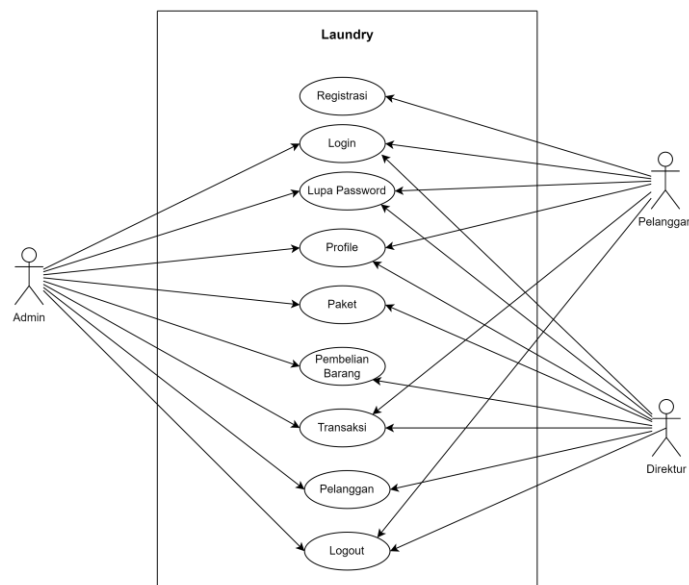 Laundry
Registrasi
Login
Lupa Password
Profile
Paket
Pembelian
Barang
Transaksi
Pelanggan
Logout
Admin
Pelanggan
Direktur